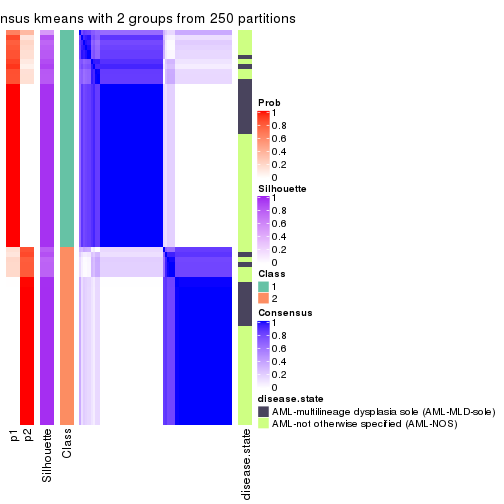 nsus kmeans with 2 groups from 250 partitions
Prob
1
0.8
0.6
0.4
0.2
0
Silhouette
1
0.8
0.6
0.4
0.2
0
Class
1
2
Consensus
1
0.8
0.6
0.4
0.2
0
disease.state
AML-multilineage dysplasia sole (AML-MLD-sole)
AML-not otherwise specified (AML-NOS)
p1
p2
Silhouette
Class
disease.state